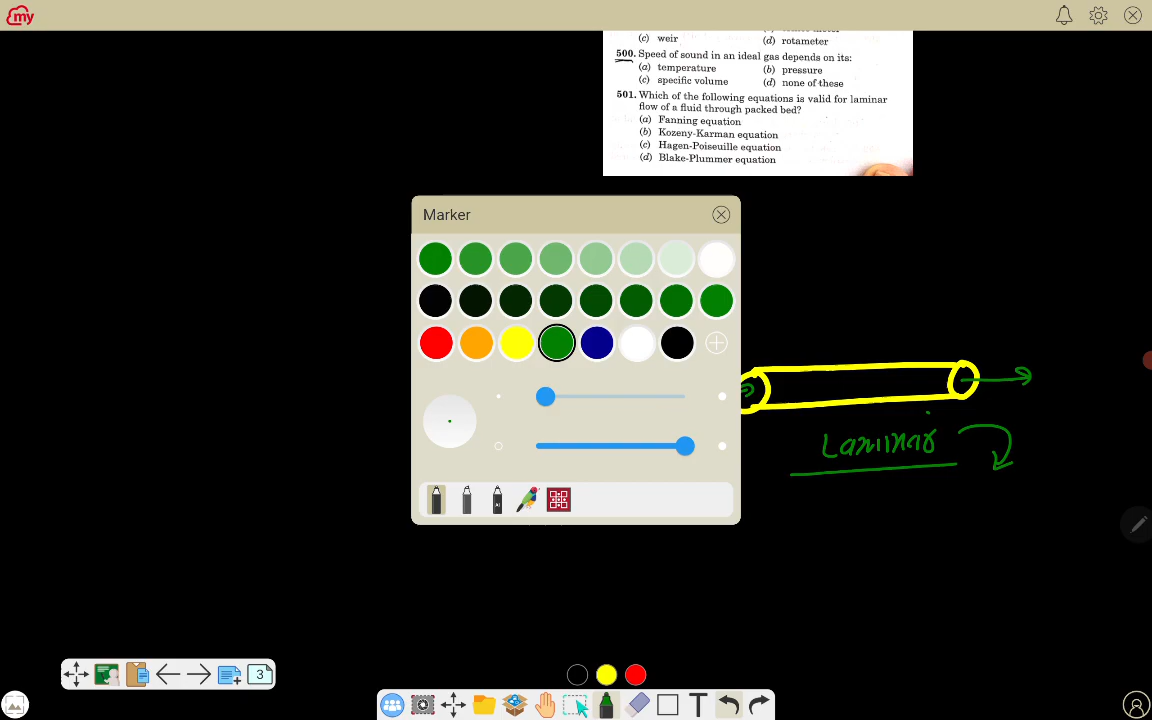 my
(c) weir
(d) rotameter
500. Speed of sound in an ideal gas depends on its:
(a) temperature (b) pressure
(c) specific volume (d) none of these
501. Which of the following equations is valid for laminar
flow of a fluid through packed bed?
(a) Fanning equation
(b) Kozeny-Karman equation
(c) Hagen-Poiseuille equation
(d) Blake-Plummer equation
Marker
Laminar
3
T